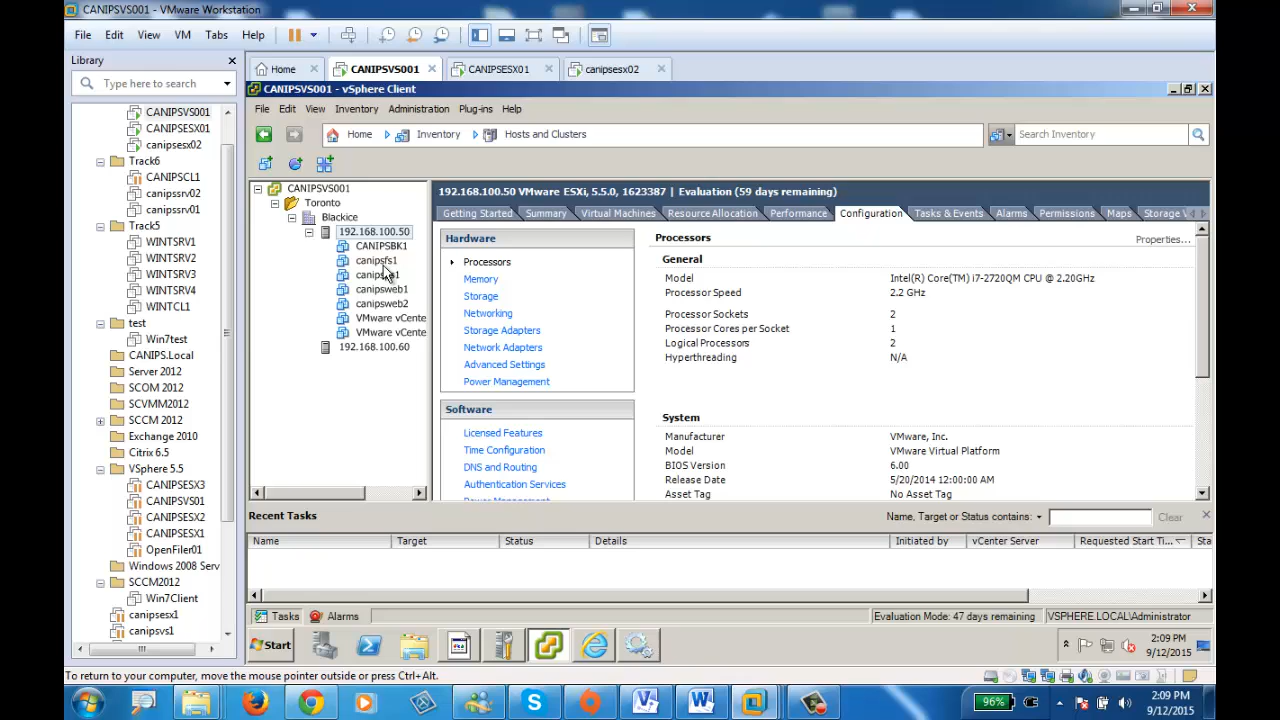 CANIPSVS001 - VMware Workstation
File Edit View VM Tabs Help
Library
Type here to search
CANIPSVS001
CANIPSESX01
canipsesx02
Track6
CANIPSCL1
canipssrv02
canipssrv01
Track5
WINTSRV1
WINTSRV2
WINTSRV3
WINTSRV4
WINTCL1
test
Win7test
CANIPS.Local
Server 2012
SCOM 2012
SCVMM2012
SCCM 2012
Exchange 2010
Citrix 6.5
VSphere 5.5
CANIPSESX3
CANIPSVS01
CANIPSESX2
CANIPSESX1
OpenFiler01
Windows 2008 Serv
SCCM2012
Win7Client
canipsesx1
canipsvs1
Home CANIPSVS001 CANIPSESX01 canipsesx02
CANIPSVS001 - vSphere Client
File Edit View Inventory Administration Plug-ins Help
Home Inventory Hosts and Clusters
Search Inventory
CANIPSVS001
Toronto
Blackice
192.168.100.50
CANIPSBK1
canipsfs1
canipsweb1
canipsweb2
VMware vCente
VMware vCente
192.168.100.60
192.168.100.50 VMware ESXi, 5.5.0, 1623387 | Evaluation (59 days remaining)
Getting Started Summary Virtual Machines Resource Allocation Performance Configuration Tasks & Events Alarms Permissions Maps Storage V
Hardware
Processors
Memory
Storage
Networking
Storage Adapters
Network Adapters
Advanced Settings
Power Management
Software
Licensed Features
Time Configuration
DNS and Routing
Authentication Services
Power Management
Processors
Properties...
General
Model Intel(R) Core(TM) i7-2720QM CPU @ 2.20GHz
Processor Speed 2.2 GHz
Processor Sockets 2
Processor Cores per Socket 1
Logical Processors 2
Hyperthreading N/A
System
Manufacturer VMware, Inc.
Model VMware Virtual Platform
BIOS Version 6.00
Release Date 5/20/2014 12:00:00 AM
Asset Tag No Asset Tag
Recent Tasks
Name, Target or Status contains: Clear
Name Target Status Details Initiated by vCenter Server Requested Start Ti... Sta
Tasks Alarms
Evaluation Mode: 47 days remaining VSPHERE.LOCAL\Administrator
Start
2:09 PM
9/12/2015
To return to your computer, move the mouse pointer outside or press Ctrl+Alt.
96%
2:09 PM
9/12/2015